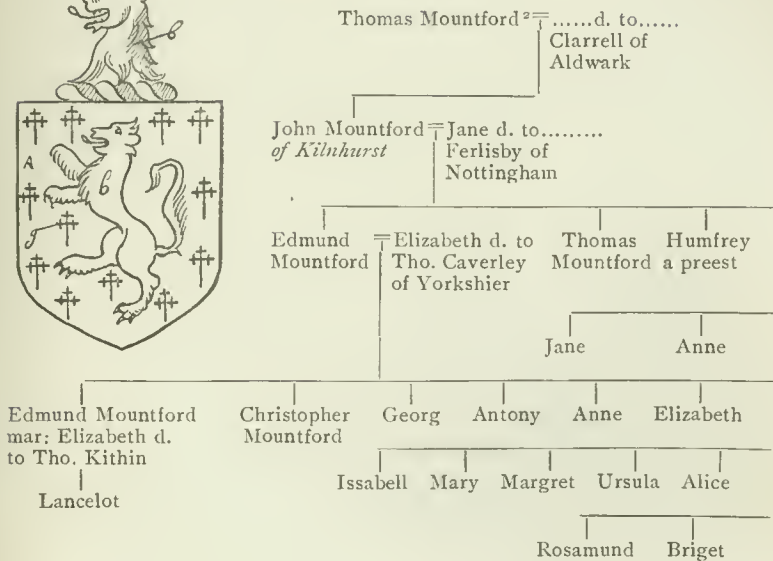 Thomas Mountford ² = ......d. to......
Clarrell of
Aldwark
John Mountford = Jane d. to.........
of Kilnhurst Ferlisby of
Nottingham
Edmund = Elizabeth d. to Thomas Humfrey
Mountford Tho. Caverley Mountford a preest
of Yorkshier
Jane Anne
Edmund Mountford Christopher Georg Antony Anne Elizabeth
mar: Elizabeth d. Mountford
to Tho. Kithin
Lancelot
Issabell Mary Margret Ursula Alice
Rosamund Briget
A
b
g